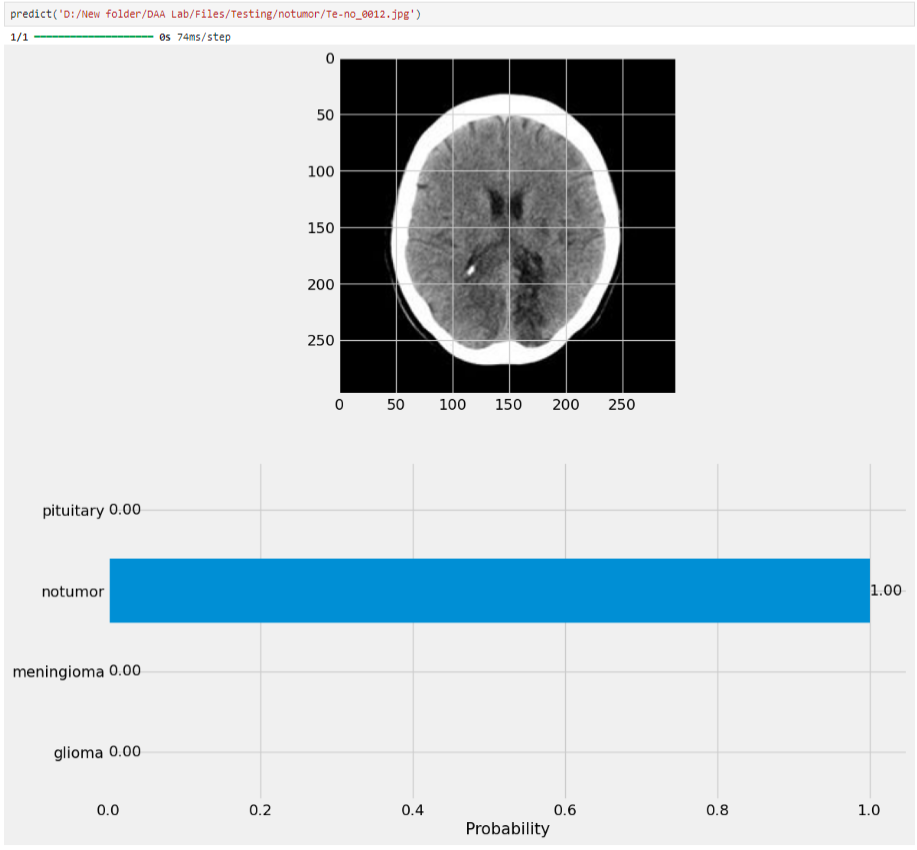 predict('D:/New folder/DAA Lab/Files/Testing/notumor/Te-no_0012.jpg')
1/1 0s 74ms/step
0
50
100
150
200
250
0 50 100 150 200 250
pituitary 0.00
notumor 1.00
meningioma 0.00
glioma 0.00
0.0 0.2 0.4 0.6 0.8 1.0
Probability